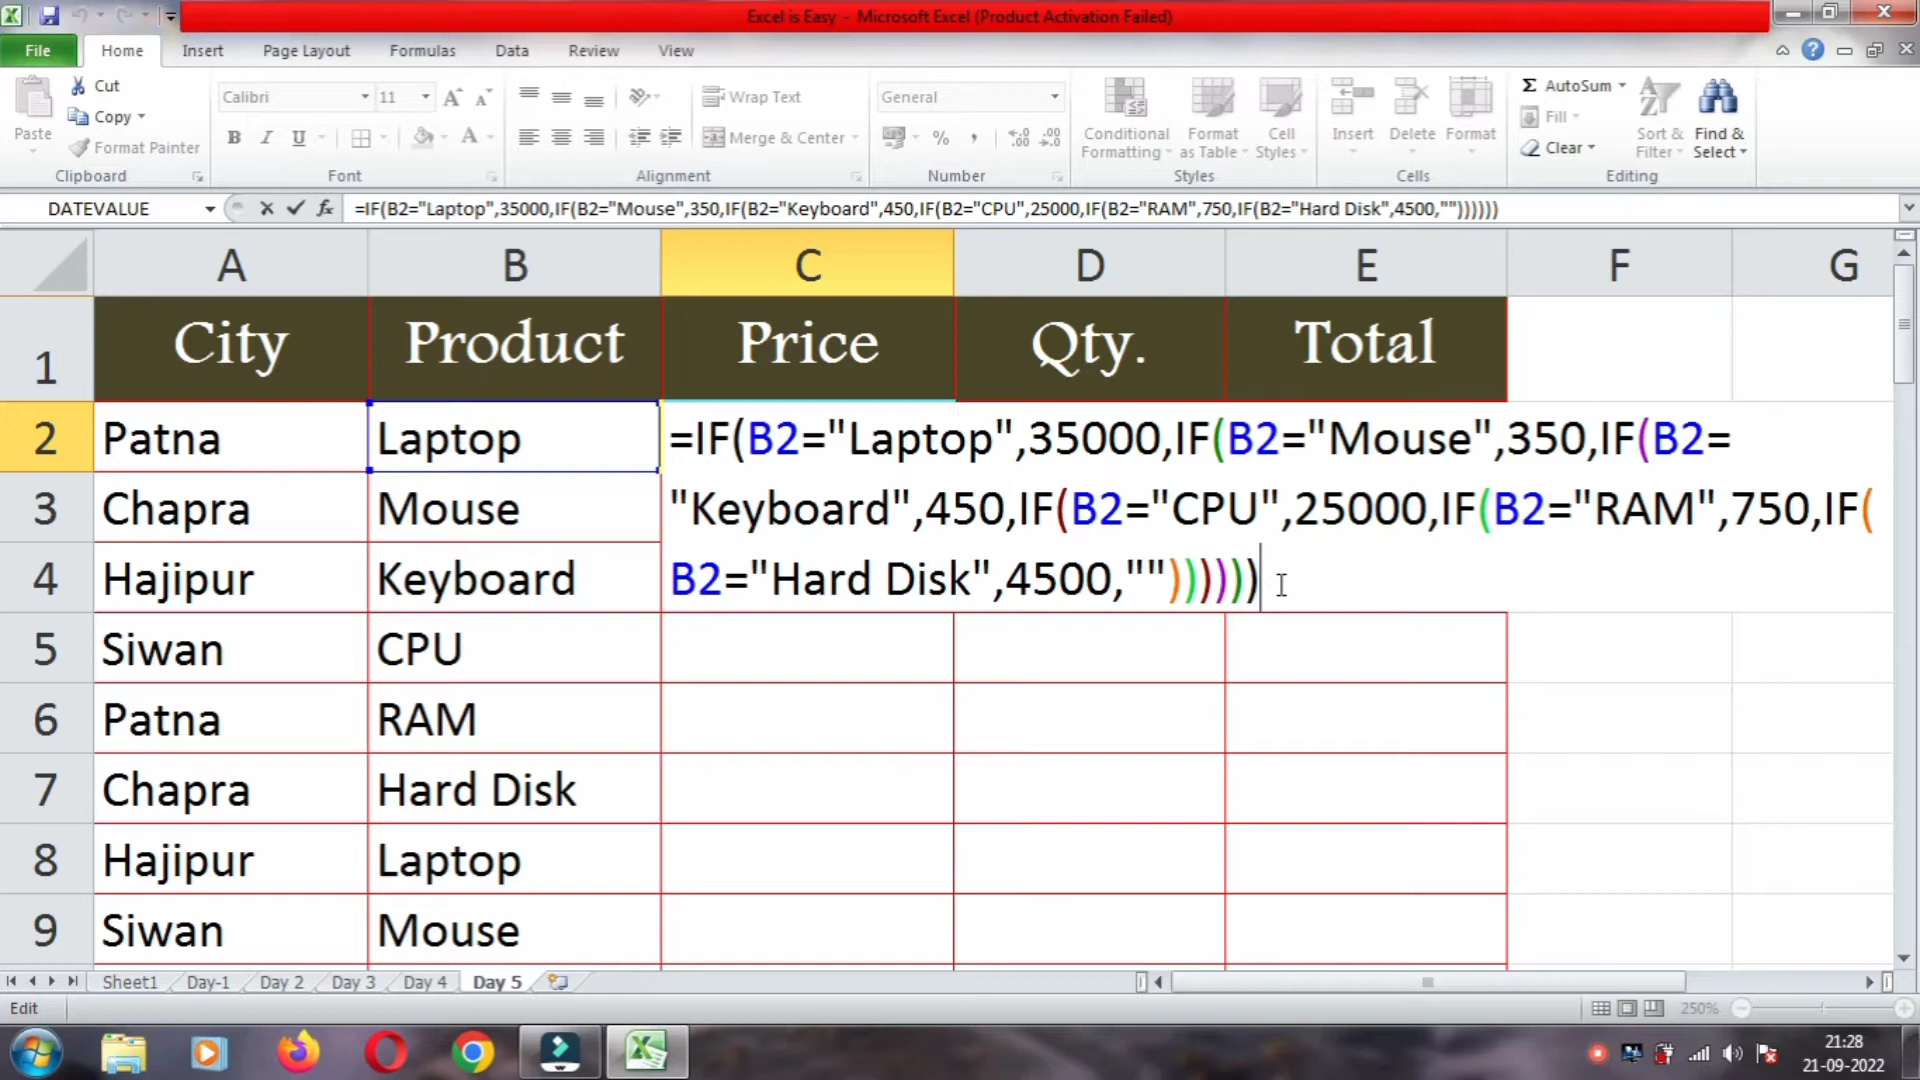 Excel is Easy - Microsoft Excel (Product Activation Failed)
File Home Insert Page Layout Formulas Data Review View
Paste
Cut
Copy
Format Painter
Clipboard
Calibri 11
B I U
Font
Wrap Text
Merge & Center
Alignment
General
% ,
Number
Conditional Formatting
Format as Table
Cell Styles
Styles
Insert Delete Format
Cells
Σ AutoSum
Fill
Clear
Sort & Filter
Find & Select
Editing
DATEVALUE =IF(B2="Laptop",35000,IF(B2="Mouse",350,IF(B2="Keyboard",450,IF(B2="CPU",25000,IF(B2="RAM",750,IF(B2="Hard Disk",4500,""))))))
A B C D E F G
1 City Product Price Qty. Total
2 Patna Laptop =IF(B2="Laptop",35000,IF(B2="Mouse",350,IF(B2=
3 Chapra Mouse "Keyboard",450,IF(B2="CPU",25000,IF(B2="RAM",750,IF(
4 Hajipur Keyboard B2="Hard Disk",4500,""))))))
5 Siwan CPU
6 Patna RAM
7 Chapra Hard Disk
8 Hajipur Laptop
9 Siwan Mouse
Sheet1 Day-1 Day 2 Day 3 Day 4 Day 5
Edit 250%
21:28
21-09-2022